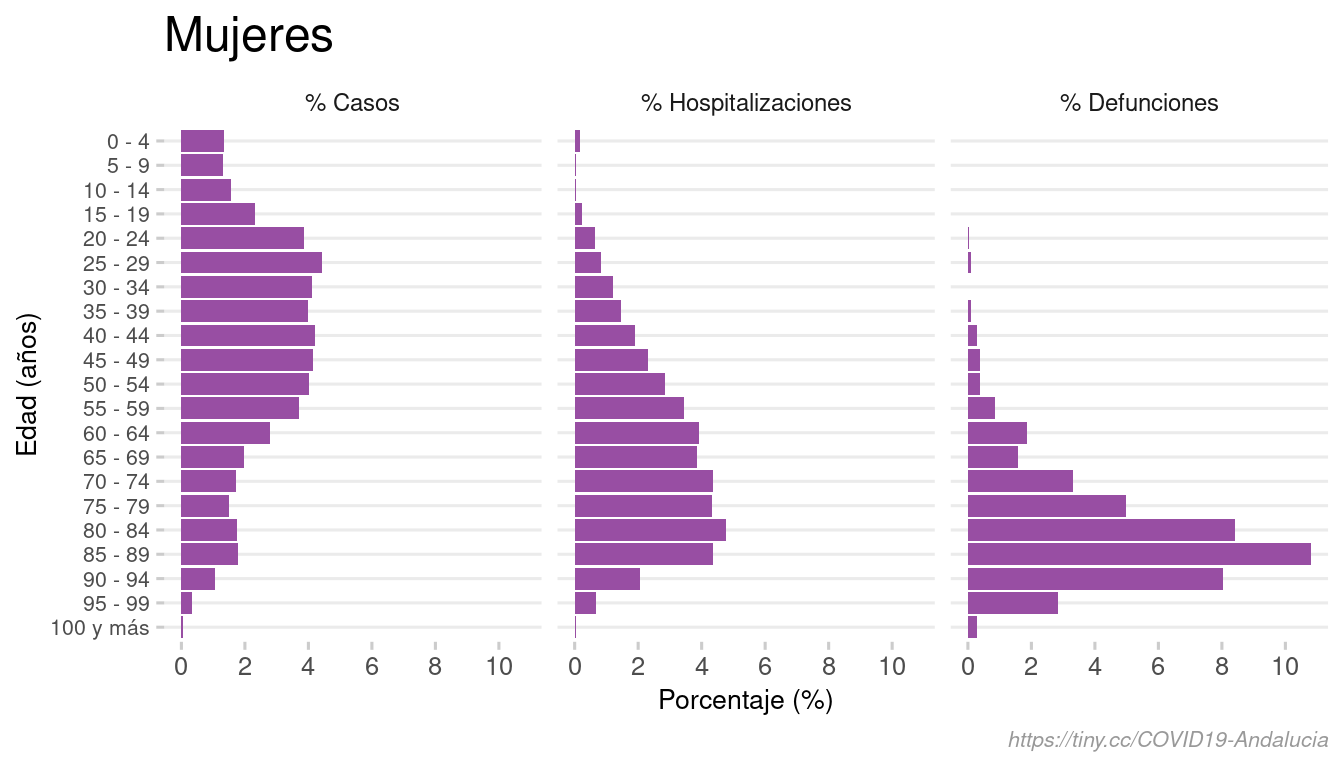 Mujeres
% Casos
% Hospitalizaciones
% Defunciones
Edad (años)
0 - 4
5 - 9
10 - 14
15 - 19
20 - 24
25 - 29
30 - 34
35 - 39
40 - 44
45 - 49
50 - 54
55 - 59
60 - 64
65 - 69
70 - 74
75 - 79
80 - 84
85 - 89
90 - 94
95 - 99
100 y más
0 2 4 6 8 10
0 2 4 6 8 10
0 2 4 6 8 10
Porcentaje (%)
https://tiny.cc/COVID19-Andalucia